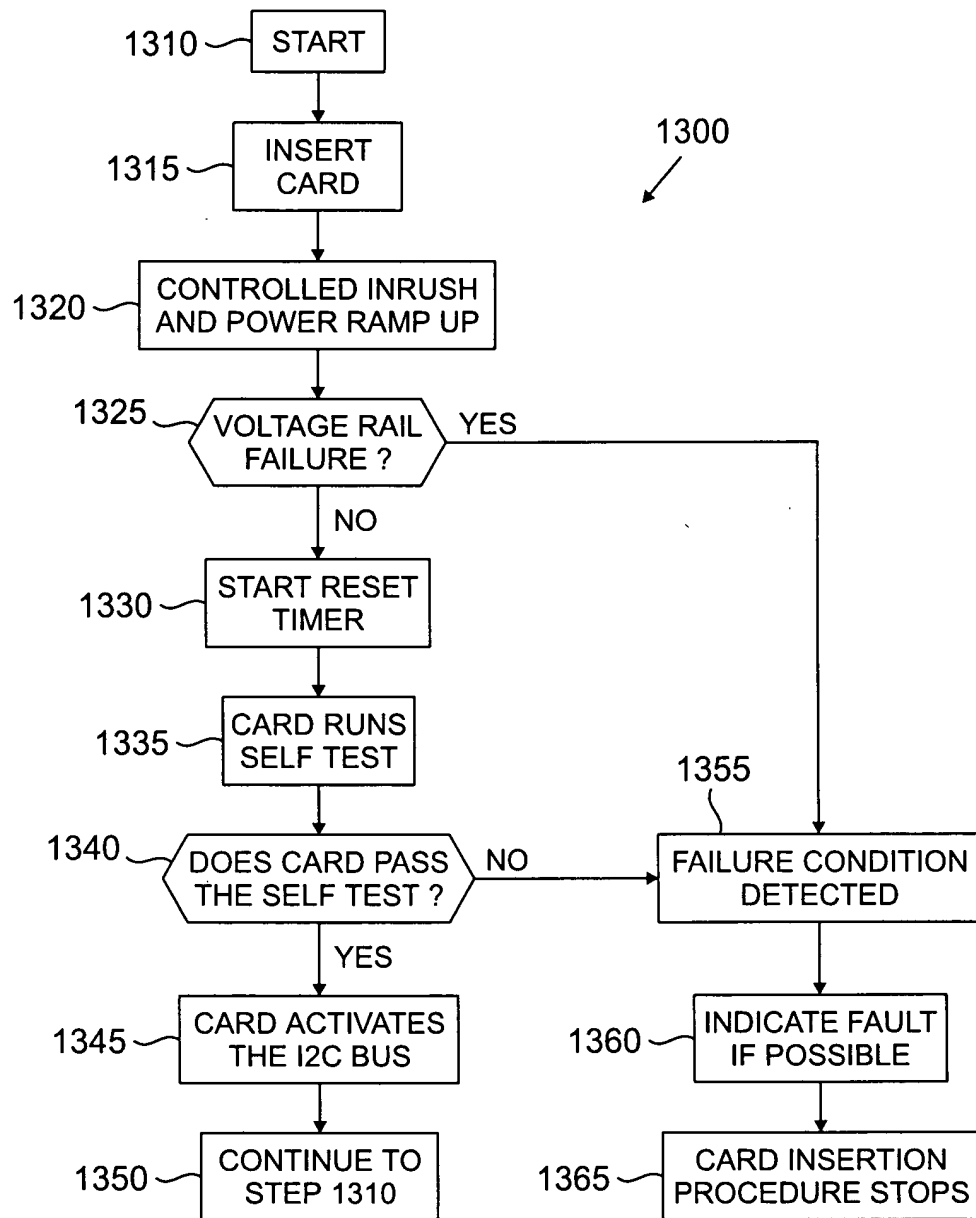 1310
START
1300
1315
INSERT
CARD
1320
CONTROLLED INRUSH
AND POWER RAMP UP
1325
VOLTAGE RAIL
FAILURE ?
YES
NO
1330
START RESET
TIMER
1335
CARD RUNS
SELF TEST
1355
1340
DOES CARD PASS
THE SELF TEST ?
NO
FAILURE CONDITION
DETECTED
YES
1345
CARD ACTIVATES
THE I2C BUS
1360
INDICATE FAULT
IF POSSIBLE
1350
CONTINUE TO
STEP 1310
1365
CARD INSERTION
PROCEDURE STOPS